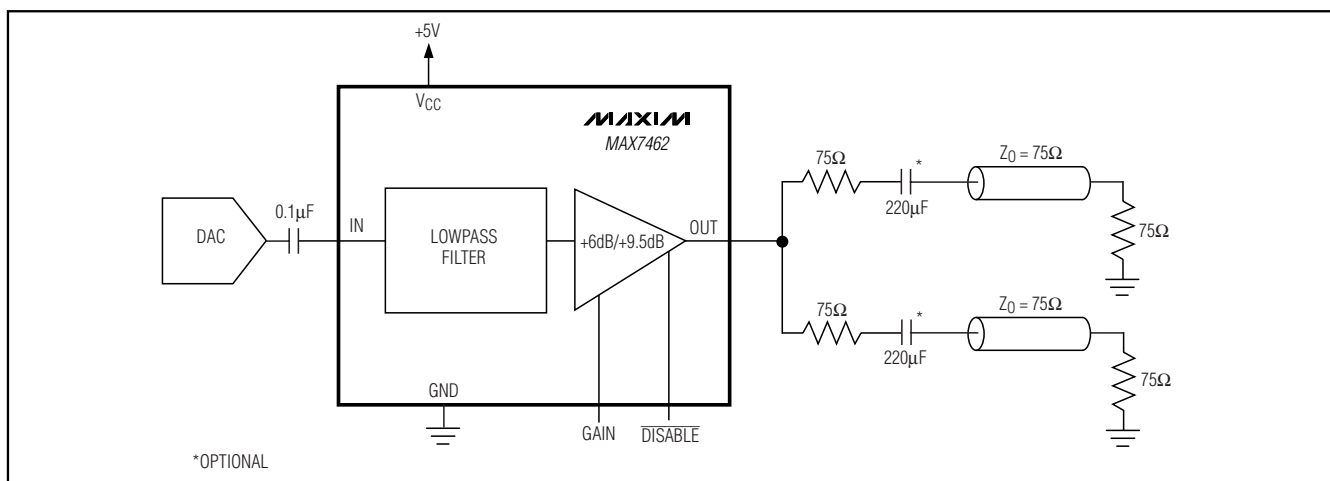 +5V
VCC
MAXIM
MAX7462
DAC
0.1µF
IN
LOWPASS
FILTER
+6dB/+9.5dB
OUT
75Ω
*
220µF
Z0 = 75Ω
75Ω
75Ω
*
220µF
Z0 = 75Ω
75Ω
GND
GAIN
DISABLE
*OPTIONAL